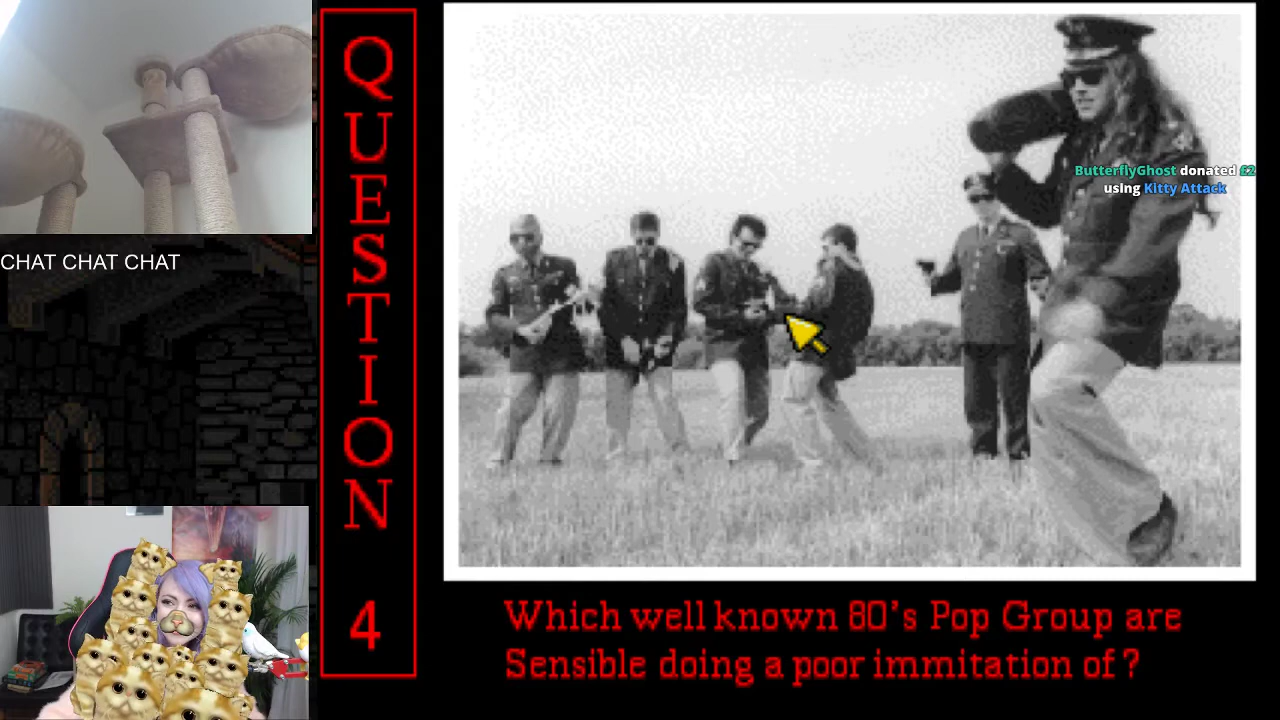 QUESTION
4
ButterflyGhost donated £2
using Kitty Attack
CHAT CHAT CHAT
Which well known 80's Pop Group are
Sensible doing a poor immitation of ?